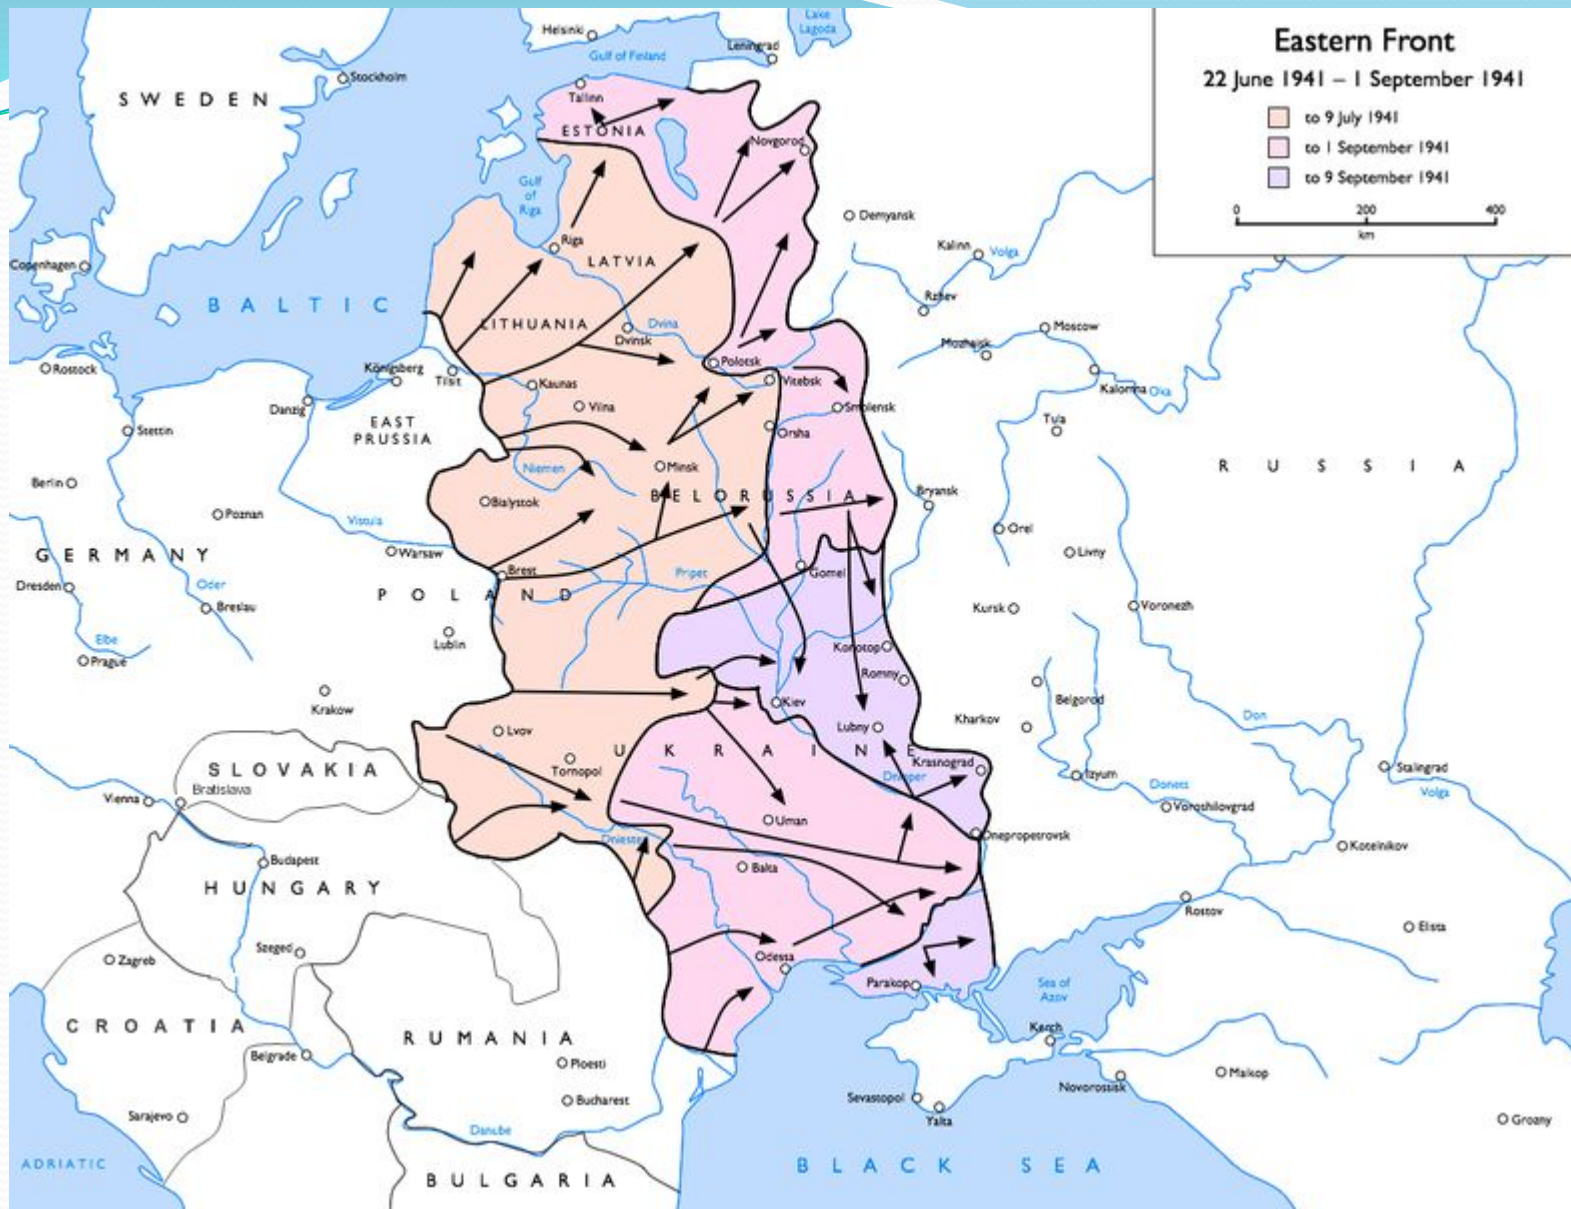 Eastern Front
22 June 1941 – 1 September 1941
to 9 July 1941
to 1 September 1941
to 9 September 1941
0 200 400
km
Lake
Lagoda
Helsinki
Gulf of Finland
Leningrad
Stockholm
SWEDEN
Tallinn
ESTONIA
Novgorod
Gulf
of
Riga
Demyansk
Riga
Kalinn
Volga
LATVIA
Copenhagen
BALTIC
Rzhev
LITHUANIA
Dvina
Dvinsk
Moscow
Mozhaisk
Rostock
Königsberg
Tilsit
Polotsk
Kaunas
Vitebsk
Kalomna
Oka
Danzig
Vilna
Smolensk
EAST
PRUSSIA
Tula
Stettin
Orsha
Niemen
Minsk
RUSSIA
Berlin
Bialystok
BELORUSSIA
Bryansk
Poznan
Vistula
Orel
GERMANY
Warsaw
Livny
Dresden
Oder
Brest
Pripet
Gomel
POLAND
Breslau
Kursk
Voronezh
Elbe
Lublin
Konotop
Prague
Romny
Krakow
Kiev
Belgorod
Lvov
Lubny
Kharkov
Don
UKRAINE
SLOVAKIA
Tornopol
Krasnograd
Bratislava
Dnieper
Izyum
Donets
Stalingrad
Volga
Vienna
Voroshilovgrad
Uman
Dniester
Dnepropetrovsk
Kotelnikov
Budapest
Balta
HUNGARY
Rostov
Elista
Szeged
Zagreb
Odessa
Parakop
Sea of
Azov
CROATIA
Kerch
RUMANIA
Belgrade
Ploesti
Maikop
Novorossisk
Bucharest
Sevastopol
Sarajevo
Yalta
Groany
Danube
ADRIATIC
BLACK SEA
BULGARIA